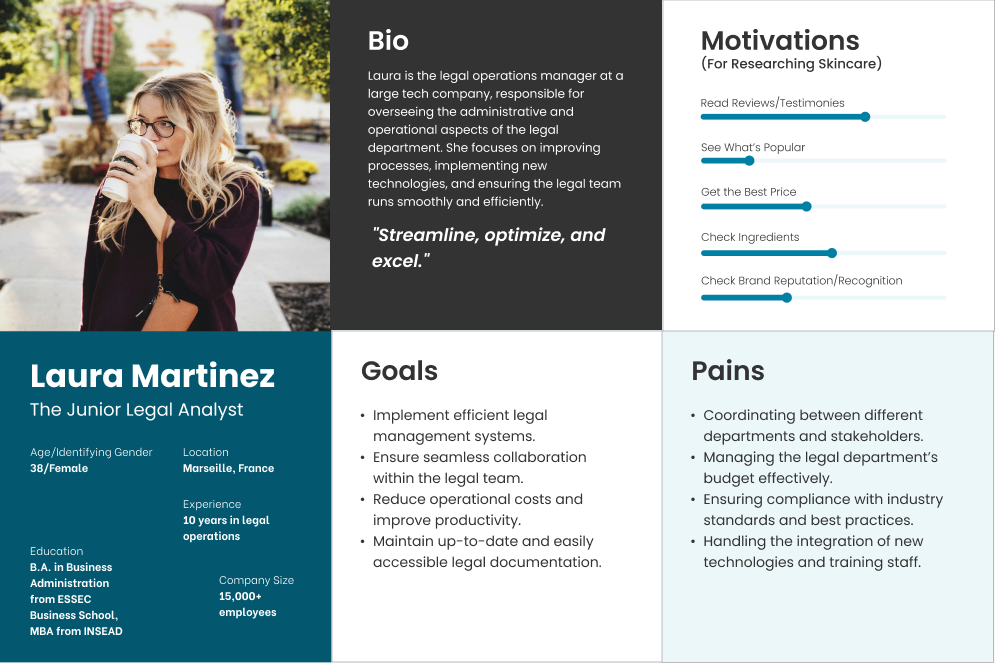 Bio
Laura is the legal operations manager at a
large tech company, responsible for
overseeing the administrative and
operational aspects of the legal
department. She focuses on improving
processes, implementing new
technologies, and ensuring the legal team
runs smoothly and efficiently.
"Streamline, optimize, and
excel."
Motivations
(For Researching Skincare)
Read Reviews/Testimonies
See What's Popular
Get the Best Price
Check Ingredients
Check Brand Reputation/Recognition
Laura Martinez
The Junior Legal Analyst
Age/Identifying Gender
38/Female
Location
Marseille, France
Experience
10 years in legal
operations
Education
B.A. in Business
Administration
from ESSEC
Business School,
MBA from INSEAD
Company Size
15,000+
employees
Goals
• Implement efficient legal
management systems.
• Ensure seamless collaboration
within the legal team.
• Reduce operational costs and
improve productivity.
• Maintain up-to-date and easily
accessible legal documentation.
Pains
• Coordinating between different
departments and stakeholders.
• Managing the legal department's
budget effectively.
• Ensuring compliance with industry
standards and best practices.
• Handling the integration of new
technologies and training staff.